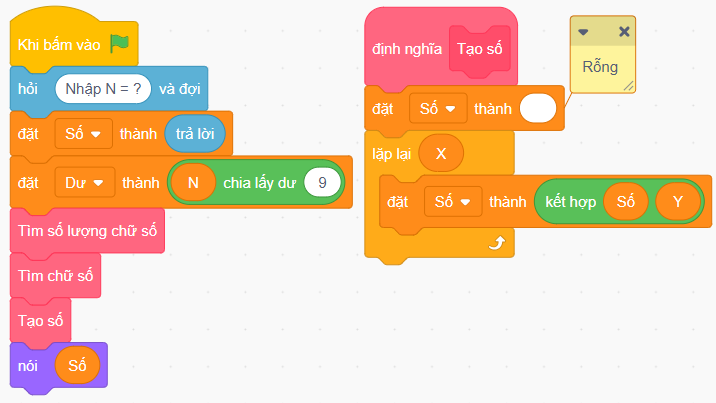 Khi bấm vào
hỏi Nhập N = ? và đợi
đặt Số thành trả lời
đặt Dư thành N chia lấy dư 9
Tìm số lượng chữ số
Tìm chữ số
Tạo số
nói Số
định nghĩa Tạo số
đặt Số thành
Rỗng
lặp lại X
đặt Số thành kết hợp Số Y